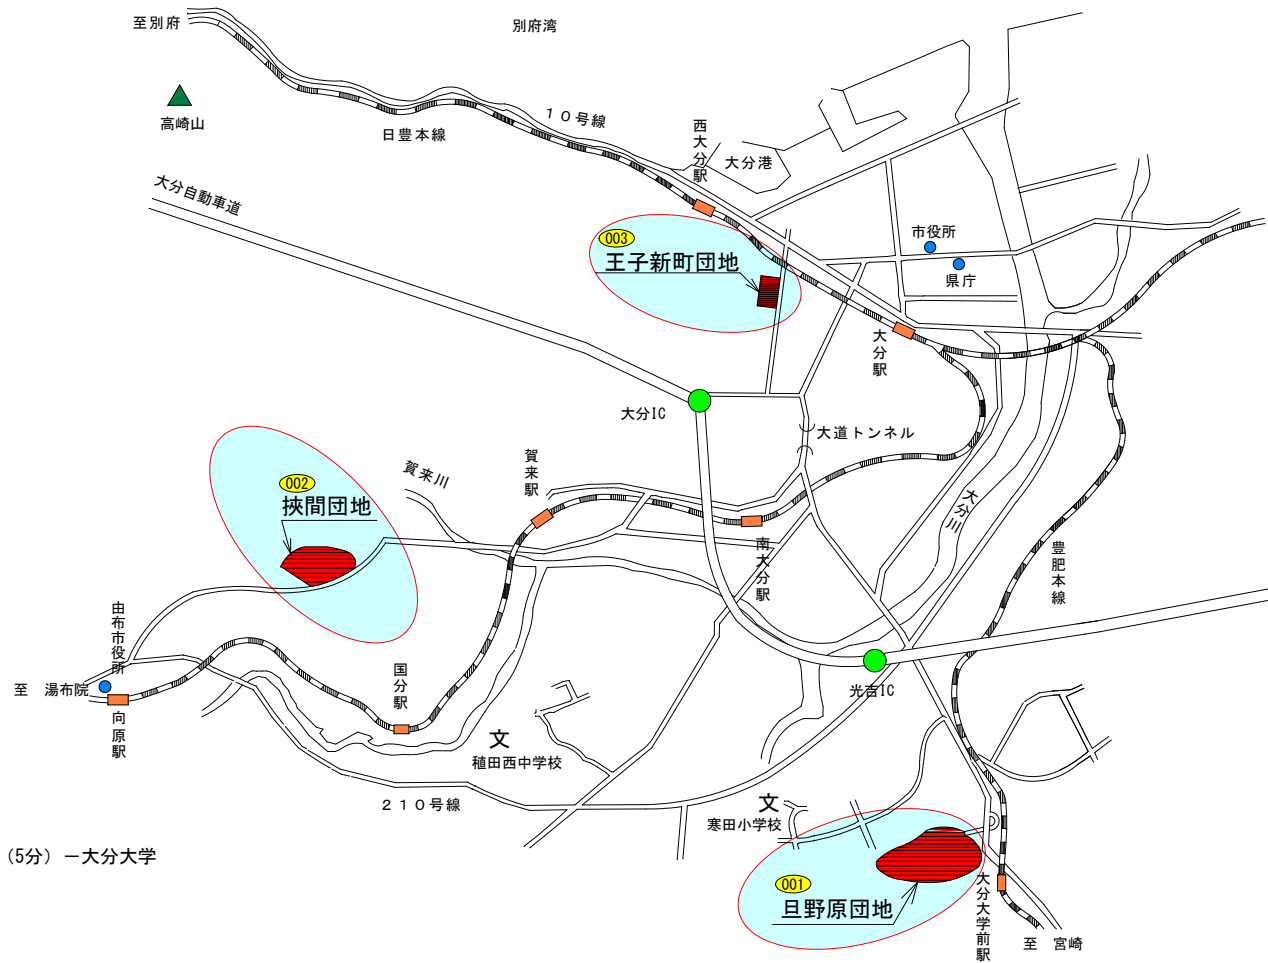 至別府
別府湾
高崎山
日豊本線
10号線
西大分駅
大分港
大分自動車道
003
王子新町団地
市役所
県庁
大分駅
大分IC
大道トンネル
賀来川
賀来駅
002
挾間団地
大分川
南大分駅
豊肥本線
由布市役所
国分駅
至 湯布院
向原駅
光吉IC
文
稙田西中学校
210号線
文
寒田小学校
(5分) ー大分大学
001
旦野原団地
大分大学前駅
至 宮崎